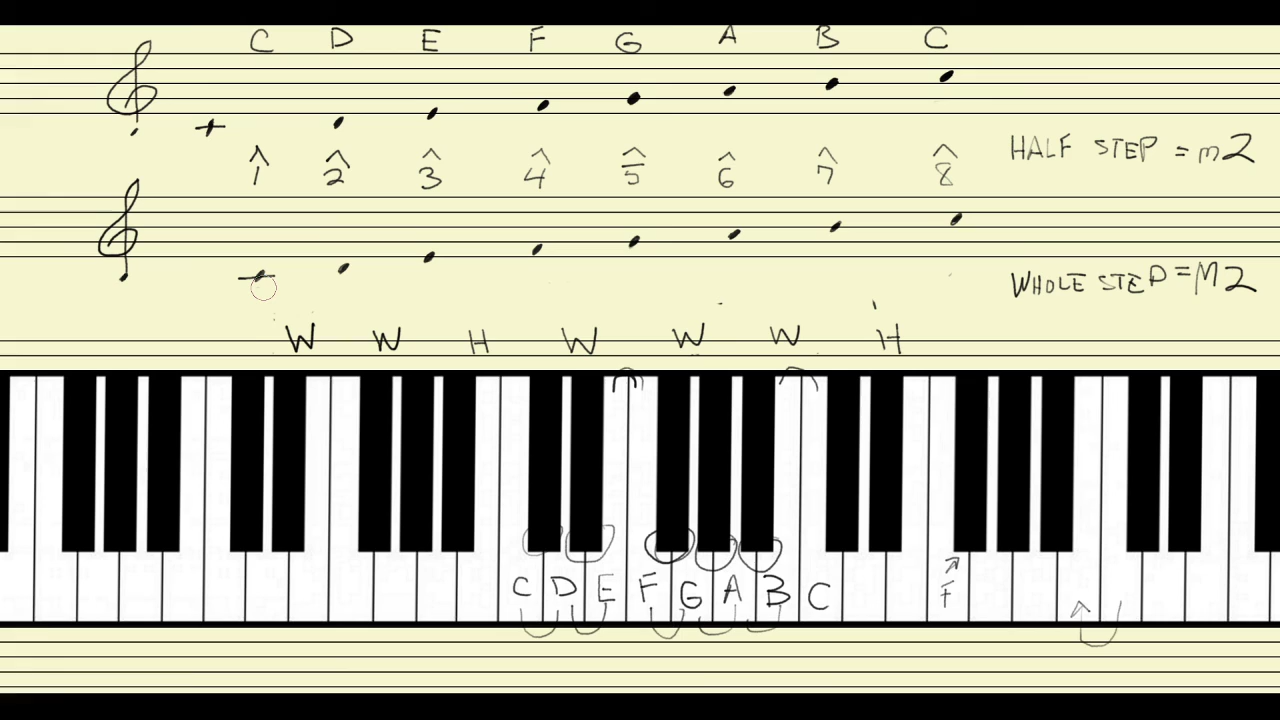 C D E F G A B C
HALF STEP = m2
1 2 3 4 5 6 7 8
WHOLE STEP = M2
W W H W W W H
C D E F G A B C F